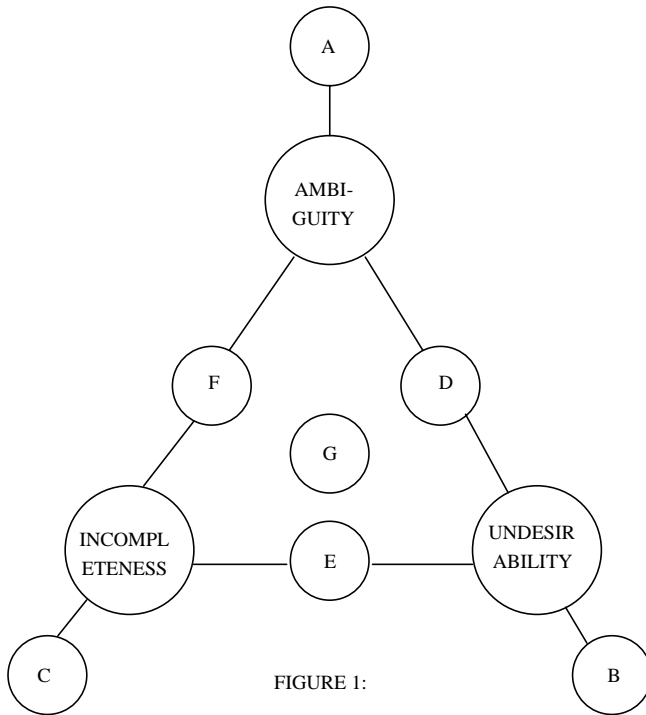 A
AMBI-
GUITY
F
D
G
INCOMPL
ETENESS
E
UNDESIR
ABILITY
C
B
FIGURE 1: